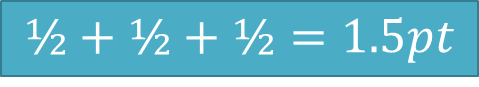 ½ + ½ + ½ = 1.5pt